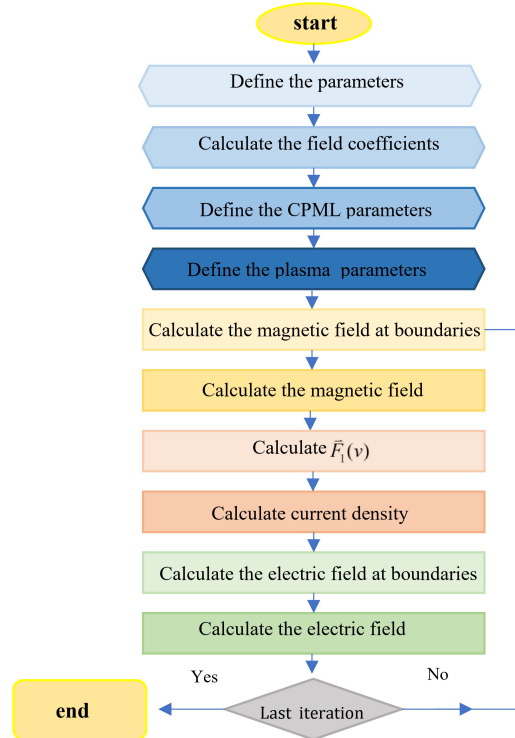 start
Define the parameters
Calculate the field coefficients
Define the CPML parameters
Define the plasma parameters
Calculate the magnetic field at boundaries
Calculate the magnetic field
Calculate F⃗₁(v)
Calculate current density
Calculate the electric field at boundaries
Calculate the electric field
Yes
No
end
Last iteration